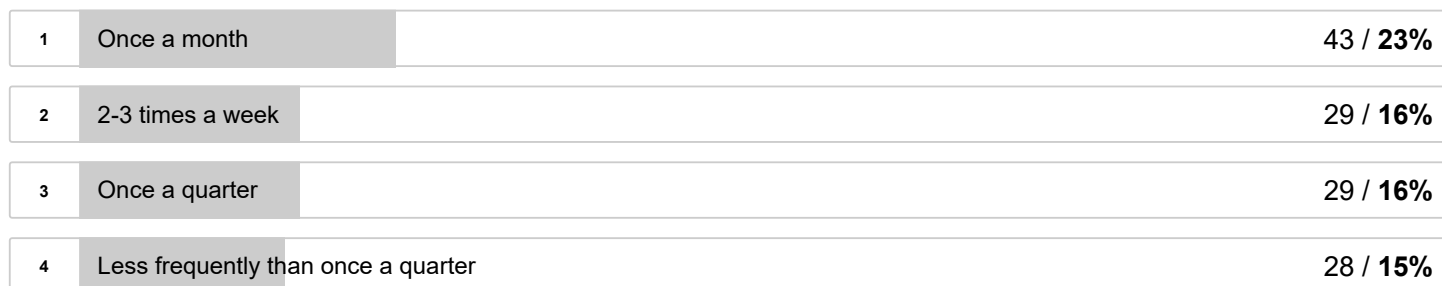 1 Once a month 43 / 23%
2 2-3 times a week 29 / 16%
3 Once a quarter 29 / 16%
4 Less frequently than once a quarter 28 / 15%